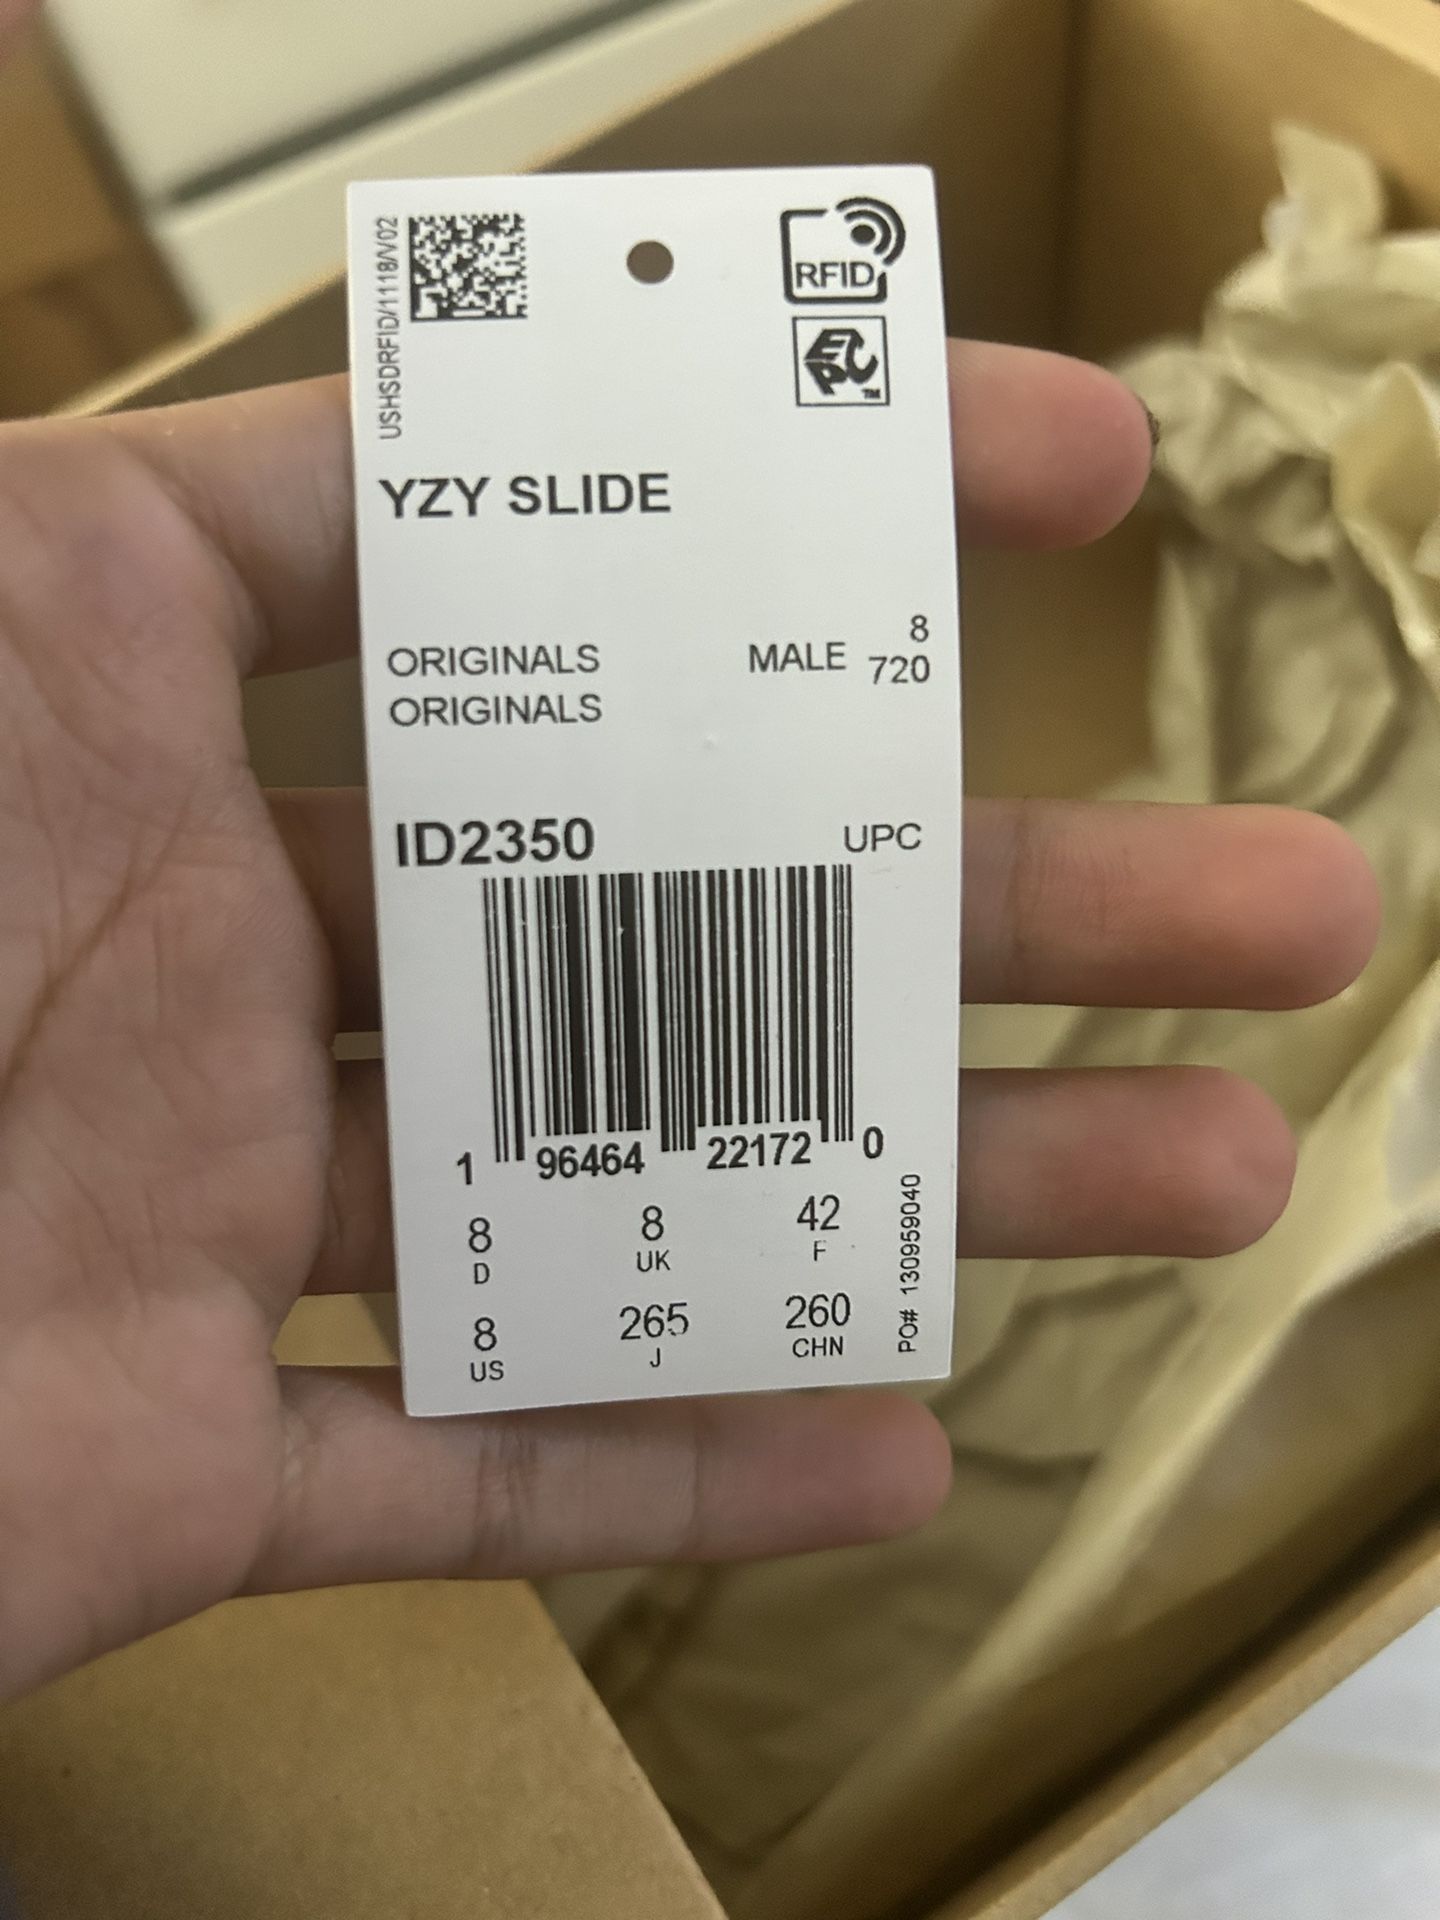 USHSDRFID/1118/V02
RFID
EPC™
YZY SLIDE
8
ORIGINALS MALE 720
ORIGINALS
ID2350 UPC
1 96464 22172 0
8 8 42
D UK F
8 265 260
US J CHN
PO# 130959040